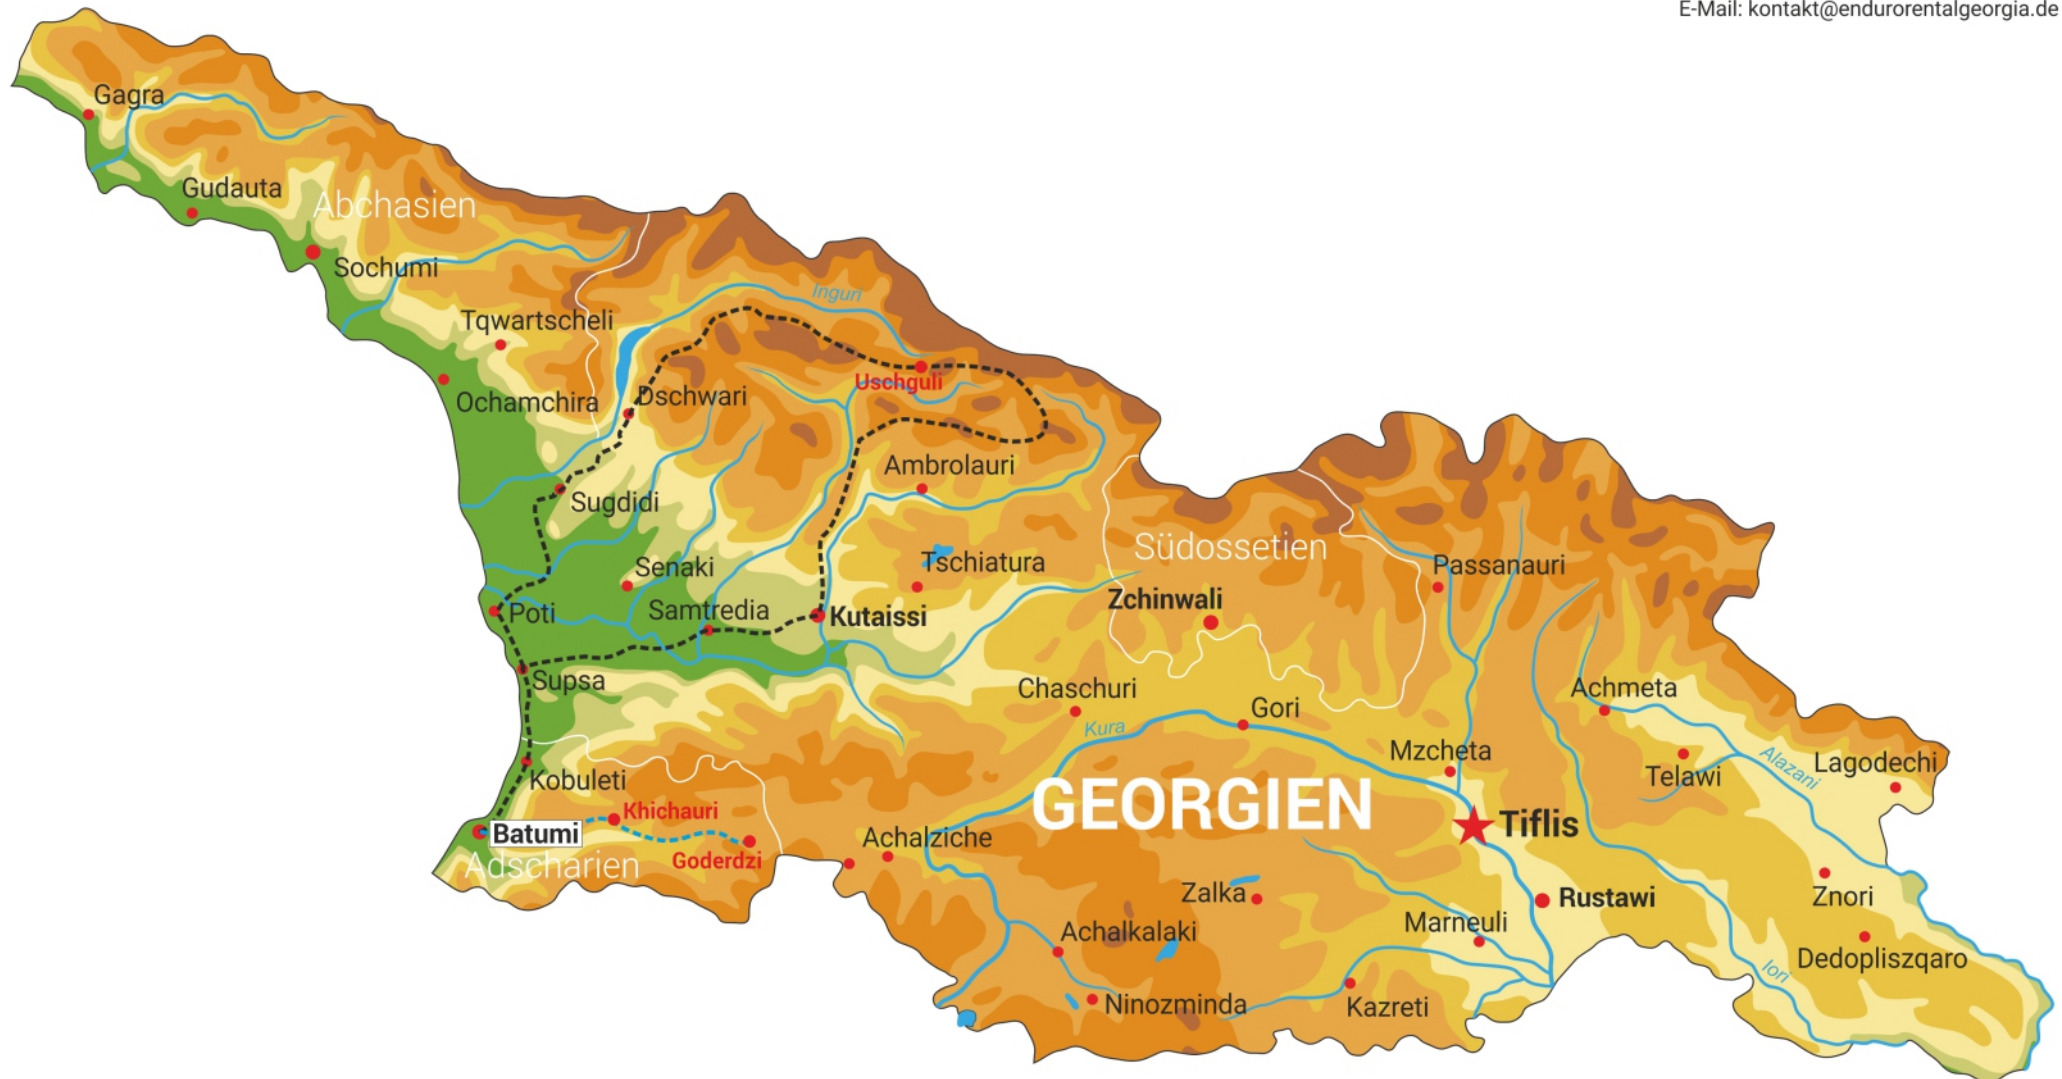 E-Mail: kontakt@endurorentalgeorgia.de
Gagra
Gudauta
Abchasien
Sochumi
Inguri
Tqwartscheli
Uschguli
Dschwari
Ochamchira
Ambrolauri
Sugdidi
Südossetien
Tschiatura
Passanauri
Senaki
Zchinwali
Samtredia
Poti
Kutaissi
Supsa
Chaschuri
Achmeta
Gori
Kura
Mzcheta
Alazani
Lagodechi
Telawi
Kobuleti
GEORGIEN
Khichauri
Tiflis
Batumi
Achalziche
Goderdzi
Adscharien
Zalka
Znori
Rustawi
Marneuli
Achalkalaki
Dedopliszqaro
Iori
Ninozminda
Kazreti